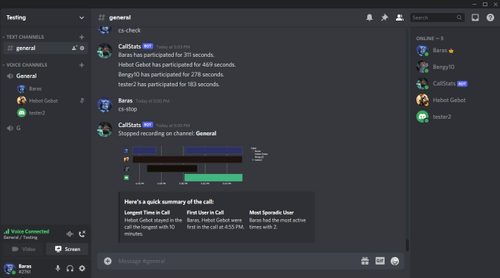 Testing
# general
Search
TEXT CHANNELS
# general
VOICE CHANNELS
General
Baras
Hebot Gebot
tester2
G
cs-check
CallStats BOT Today at 5:05 PM
Baras has participated for 311 seconds.
Hebot Gebot has participated for 469 seconds.
Bengy10 has participated for 278 seconds.
tester2 has participated for 183 seconds.
Baras Today at 5:05 PM
cs-stop
CallStats BOT Today at 5:05 PM
Stopped recording on channel: General
Here's a quick summary of the call:
Longest Time in Call
Hebot Gebot stayed in
the call the longest with 10
minutes.
First User in Call
Baras, Hebot Gebot were
first in the call at 4:55 PM.
Most Sporadic User
Baras had the most active
times with 2.
Message #general
GIF
ONLINE — 5
Baras
Bengy10
CallStats BOT
Hebot Gebot
tester2
Voice Connected
General / Testing
Video
Screen
Baras